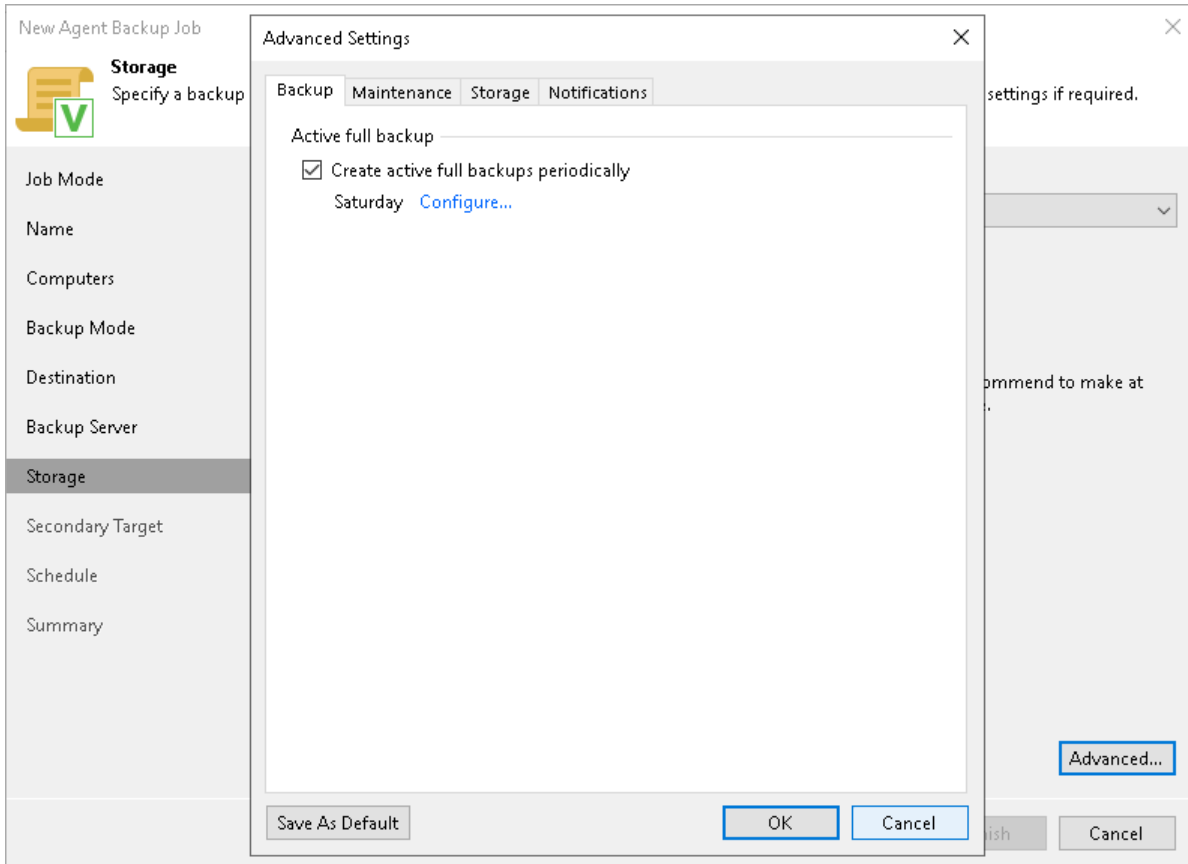 New Agent Backup Job
Storage
Specify a backup
settings if required.
Job Mode
Name
Computers
Backup Mode
Destination
Backup Server
Storage
Secondary Target
Schedule
Summary
Advanced Settings
Backup Maintenance Storage Notifications
Active full backup
Create active full backups periodically
Saturday Configure...
to make at
Advanced...
Save As Default OK Cancel
Cancel